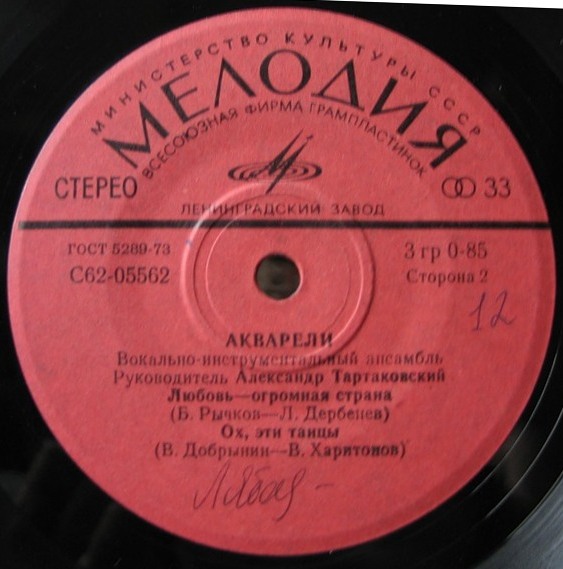 МИНИСТЕРСТВО КУЛЬТУРЫ СССР
МЕЛОДИЯ
ВСЕСОЮЗНАЯ ФИРМА ГРАМПЛАСТИНОК
СТЕРЕО 33
ЛЕНИНГРАДСКИЙ ЗАВОД
ГОСТ 5289-73 3 гр 0-85
С62-05562 Сторона 2
12
АКВАРЕЛИ
Вокально-инструментальный ансамбль
Руководитель Александр Тартаковский
Любовь—огромная страна
(Б. Рычков—Л. Дербенев)
Ох, эти танцы
(В. Добрынин—В. Харитонов)